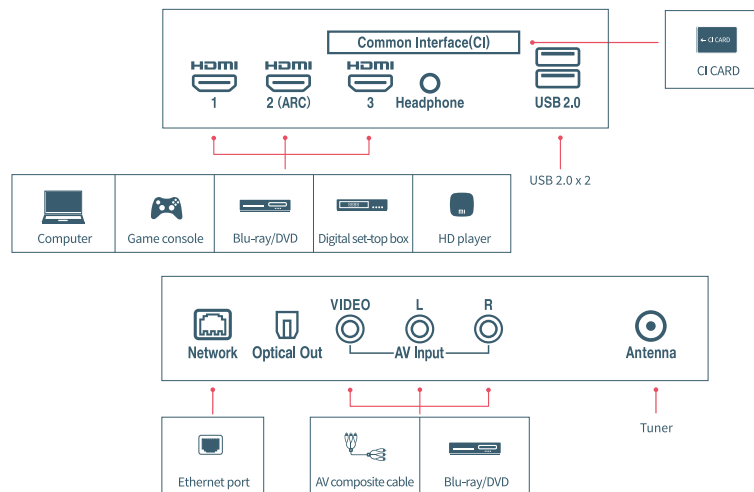 Common Interface(CI)
← CI CARD
CI CARD
HDMI HDMI HDMI
1 2 (ARC) 3 Headphone USB 2.0
USB 2.0 x 2
mi
Computer Game console Blu-ray/DVD Digital set-top box HD player
VIDEO L R
Network Optical Out AV Input Antenna
Tuner
Ethernet port AV composite cable Blu-ray/DVD